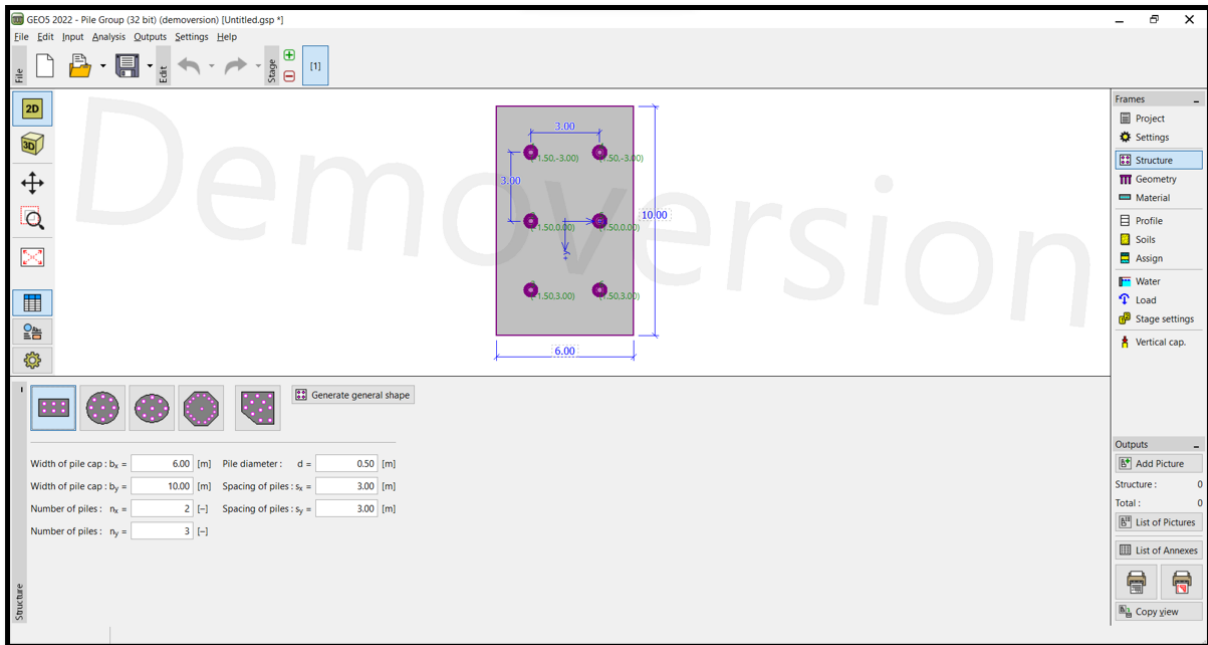 GEO5 2022 - Pile Group (32 bit) (demoversion) [Untitled.gsp *]
File Edit Input Analysis Outputs Settings Help
File
Edit
Stage
[1]
2D
3D
Demoversion
3.00
3.00
10.00
6.00
1.50,-3.00)
.50,-3.00)
1.50,0.00)
.50,0.00)
1.50,3.00)
.50,3.00)
+y
Frames
Project
Settings
Structure
Geometry
Material
Profile
Soils
Assign
Water
Load
Stage settings
Vertical cap.
Generate general shape
Width of pile cap : bx = 6.00 [m] Pile diameter : d = 0.50 [m]
Width of pile cap : by = 10.00 [m] Spacing of piles : sx = 3.00 [m]
Number of piles : nx = 2 [–] Spacing of piles : sy = 3.00 [m]
Number of piles : ny = 3 [–]
Structure
Outputs
Add Picture
Structure : 0
Total : 0
List of Pictures
List of Annexes
Copy view